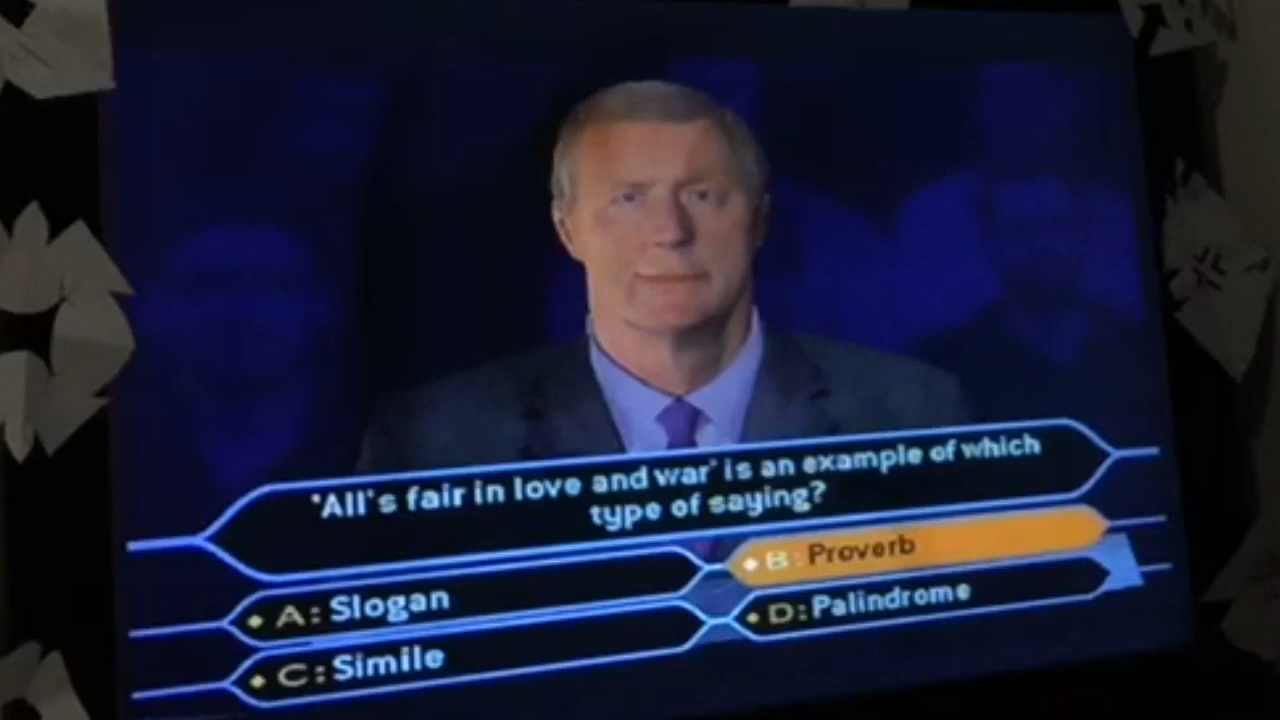 'All's fair in love and war' is an example of which
type of saying?
A: Slogan
B: Proverb
C: Simile
D: Palindrome